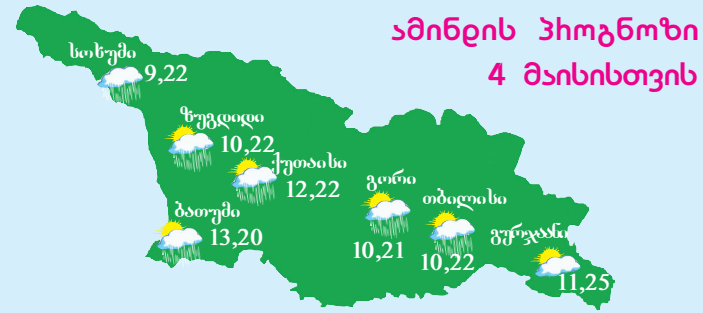 ამინდის პროგნოზი
4 მაისისთვის
სოხუმი
9,22
ზუგდიდი
10,22
ქუთაისი
12,22
გორი
10,21
თბილისი
10,22
ბათუმი
13,20
გურჯაანი
11,25